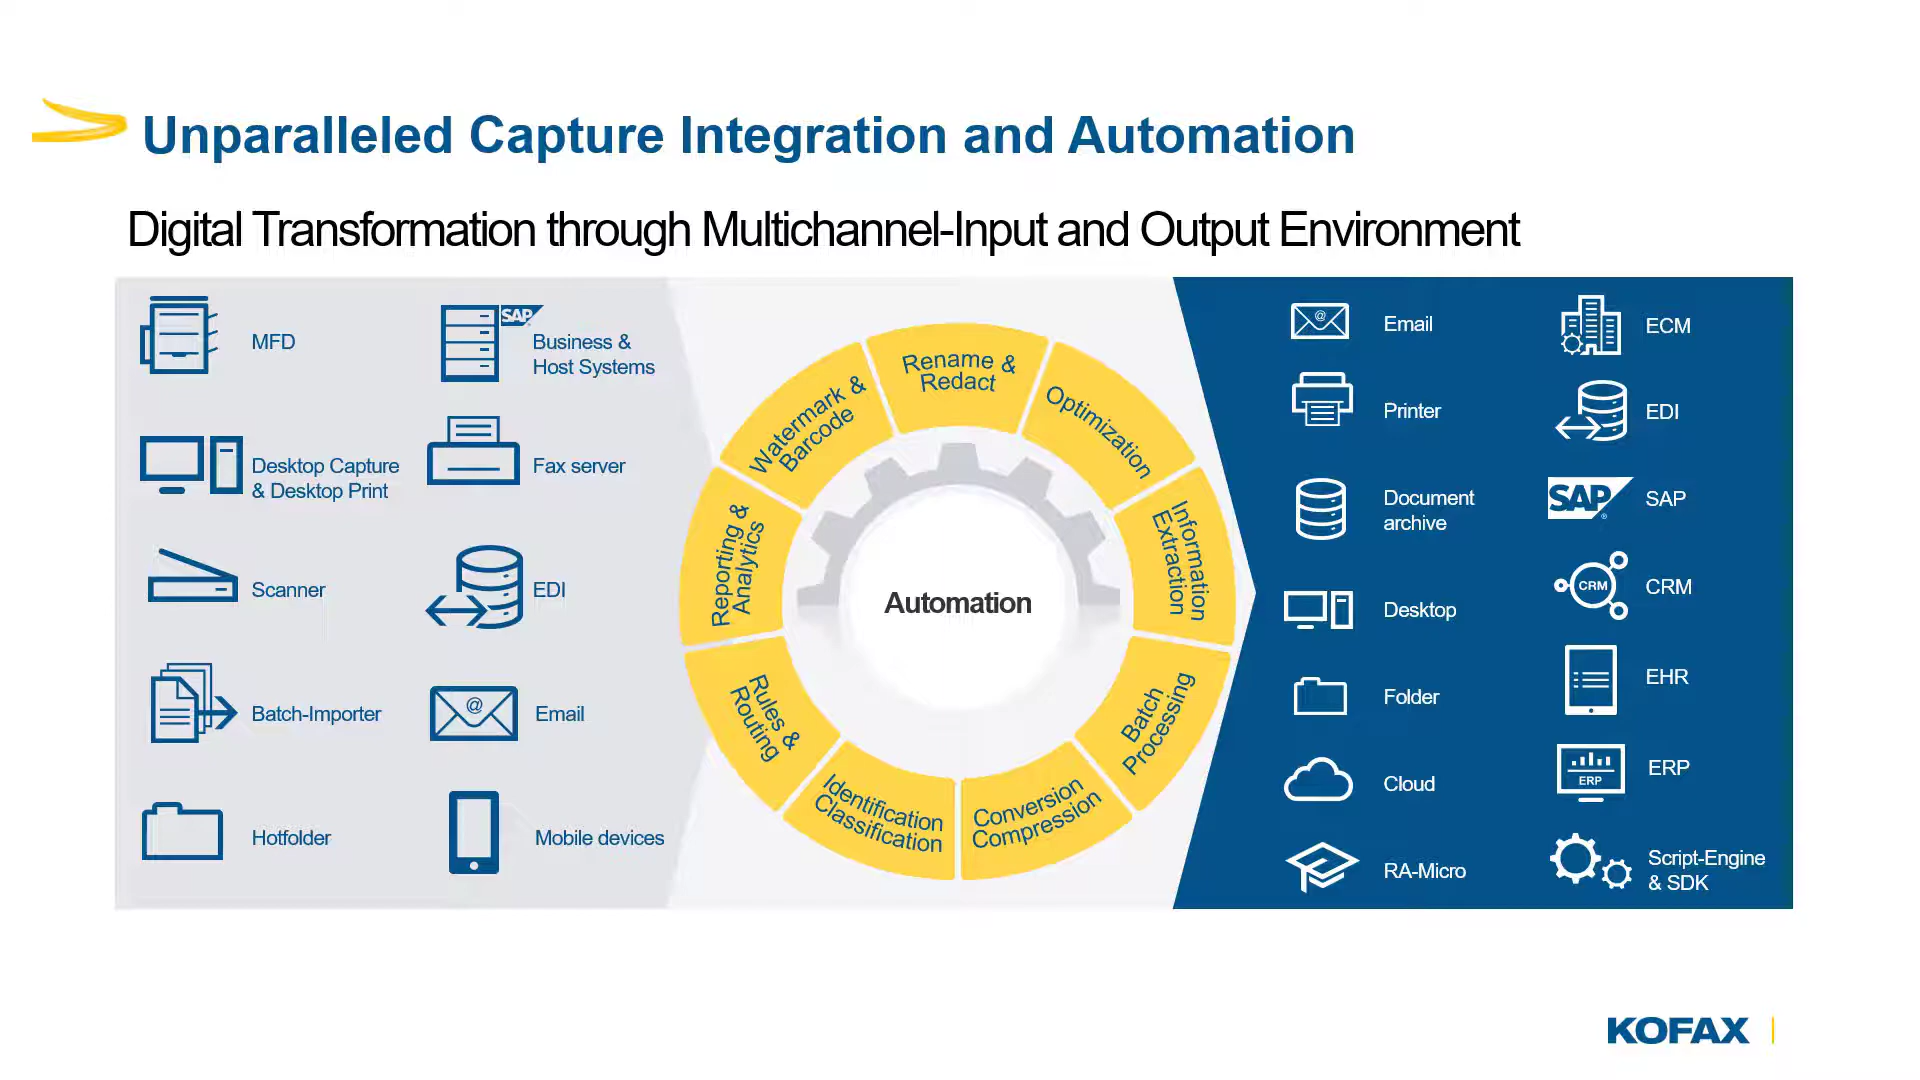 Unparalleled Capture Integration and Automation
Digital Transformation through Multichannel-Input and Output Environment
MFD
Desktop Capture
& Desktop Print
Scanner
Batch-Importer
Hotfolder
SAP
Business &
Host Systems
Fax server
EDI
@
Email
Mobile devices
Rename &
Redact
Optimization
Information
Extraction
Batch
Processing
Conversion
Compression
Identification
Classification
Rules &
Routing
Reporting &
Analytics
Watermark &
Barcode
Automation
@
Email
Printer
Document
archive
Desktop
Folder
Cloud
RA-Micro
ECM
EDI
SAP®
SAP
CRM
CRM
EHR
ERP
ERP
Script-Engine
& SDK
KOFAX